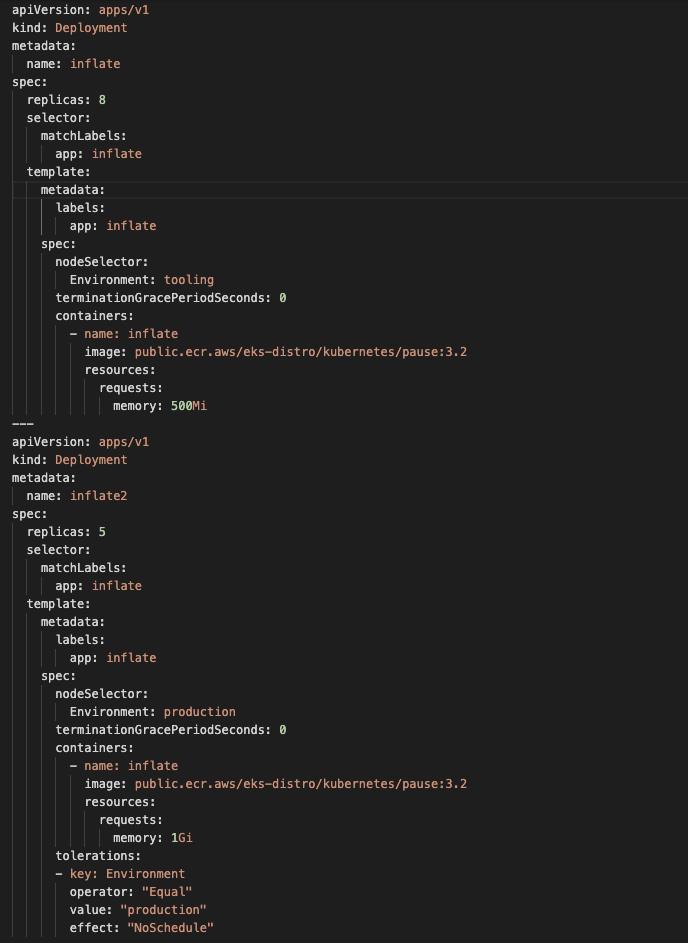 apiVersion: apps/v1
kind: Deployment
metadata:
  name: inflate
spec:
  replicas: 8
  selector:
    matchLabels:
      app: inflate
  template:
    metadata:
      labels:
        app: inflate
    spec:
      nodeSelector:
        Environment: tooling
      terminationGracePeriodSeconds: 0
      containers:
        - name: inflate
          image: public.ecr.aws/eks-distro/kubernetes/pause:3.2
          resources:
            requests:
              memory: 500Mi
---
apiVersion: apps/v1
kind: Deployment
metadata:
  name: inflate2
spec:
  replicas: 5
  selector:
    matchLabels:
      app: inflate
  template:
    metadata:
      labels:
        app: inflate
    spec:
      nodeSelector:
        Environment: production
      terminationGracePeriodSeconds: 0
      containers:
        - name: inflate
          image: public.ecr.aws/eks-distro/kubernetes/pause:3.2
          resources:
            requests:
              memory: 1Gi
      tolerations:
      - key: Environment
        operator: "Equal"
        value: "production"
        effect: "NoSchedule"